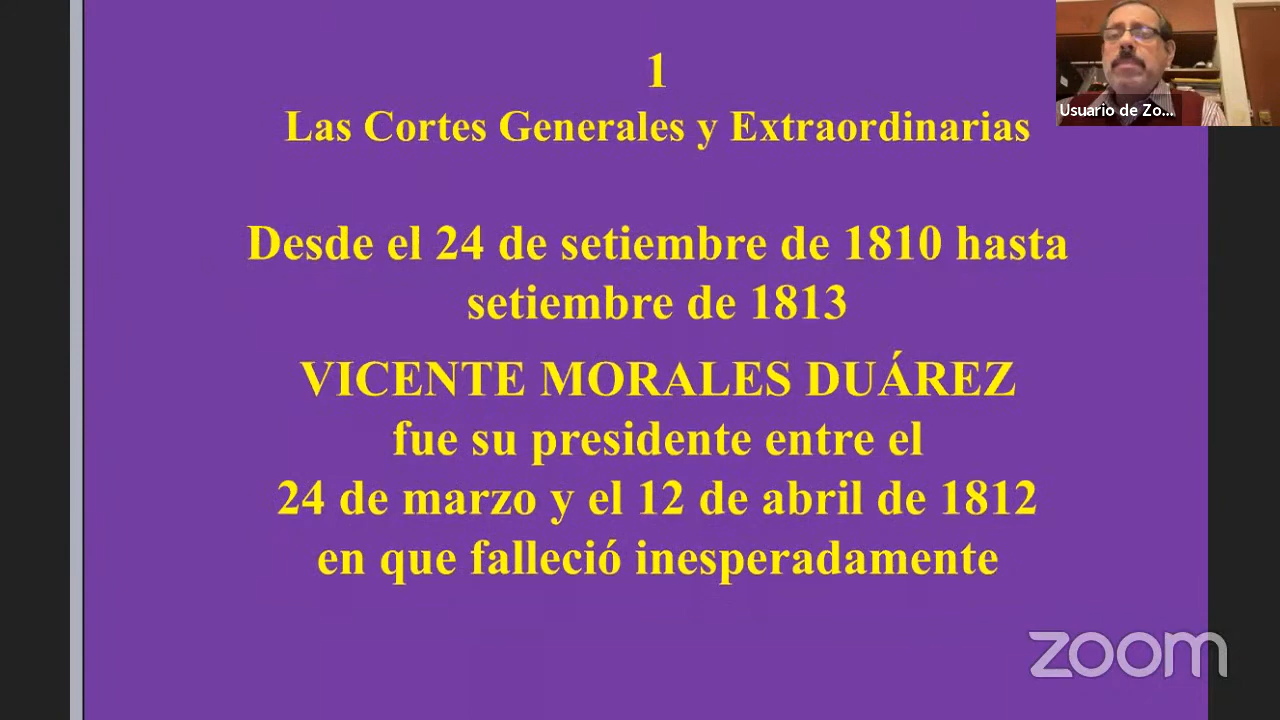 1
Las Cortes Generales y Extraordinarias
Desde el 24 de setiembre de 1810 hasta
setiembre de 1813
VICENTE MORALES DUÁREZ
fue su presidente entre el
24 de marzo y el 12 de abril de 1812
en que falleció inesperadamente
Usuario de Zo...
zoom